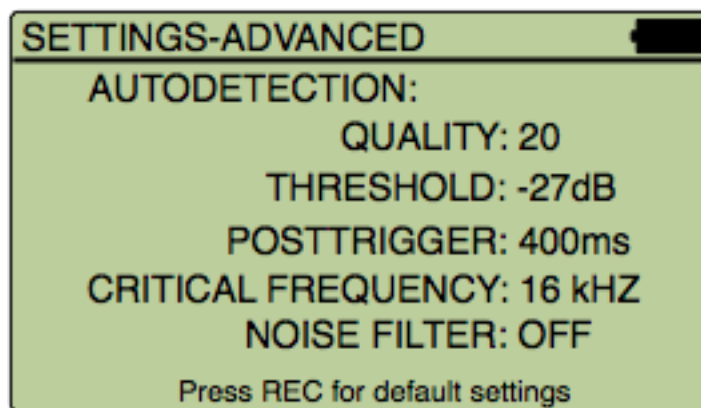 SETTINGS-ADVANCED
AUTODETECTION:
QUALITY: 20
THRESHOLD: -27dB
POSTTRIGGER: 400ms
CRITICAL FREQUENCY: 16 kHZ
NOISE FILTER: OFF
Press REC for default settings